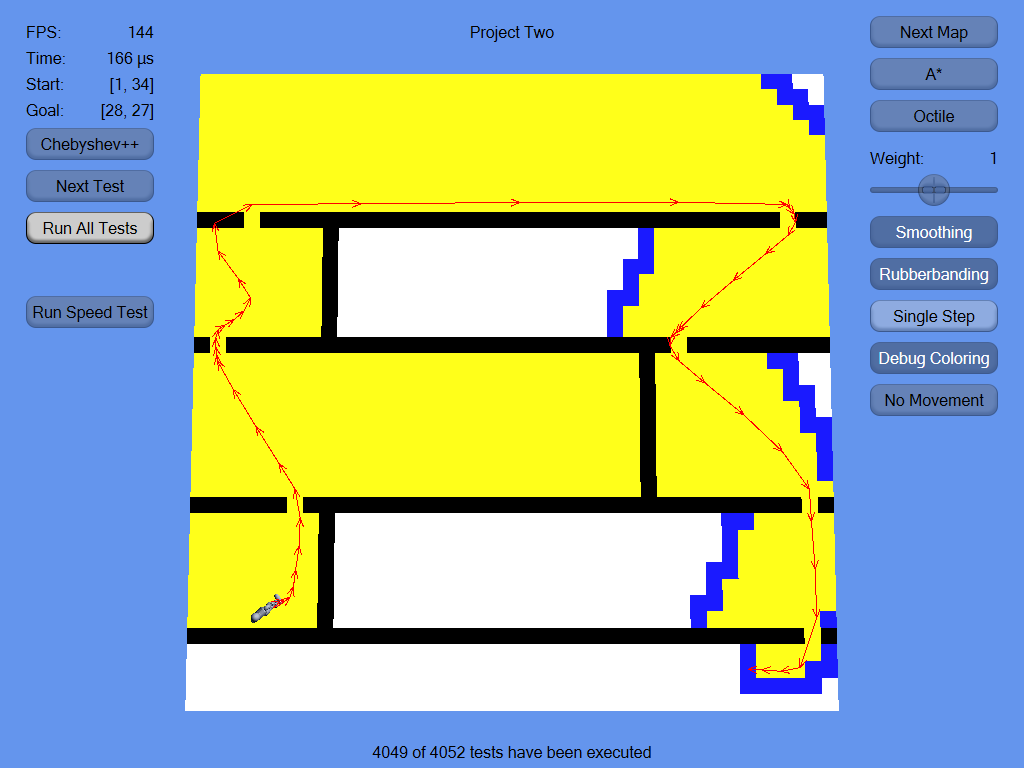 FPS: 144
Time: 166 µs
Start: [1, 34]
Goal: [28, 27]
Chebyshev++
Next Test
Run All Tests
Run Speed Test
Project Two
Next Map
A*
Octile
Weight: 1
Smoothing
Rubberbanding
Single Step
Debug Coloring
No Movement
4049 of 4052 tests have been executed